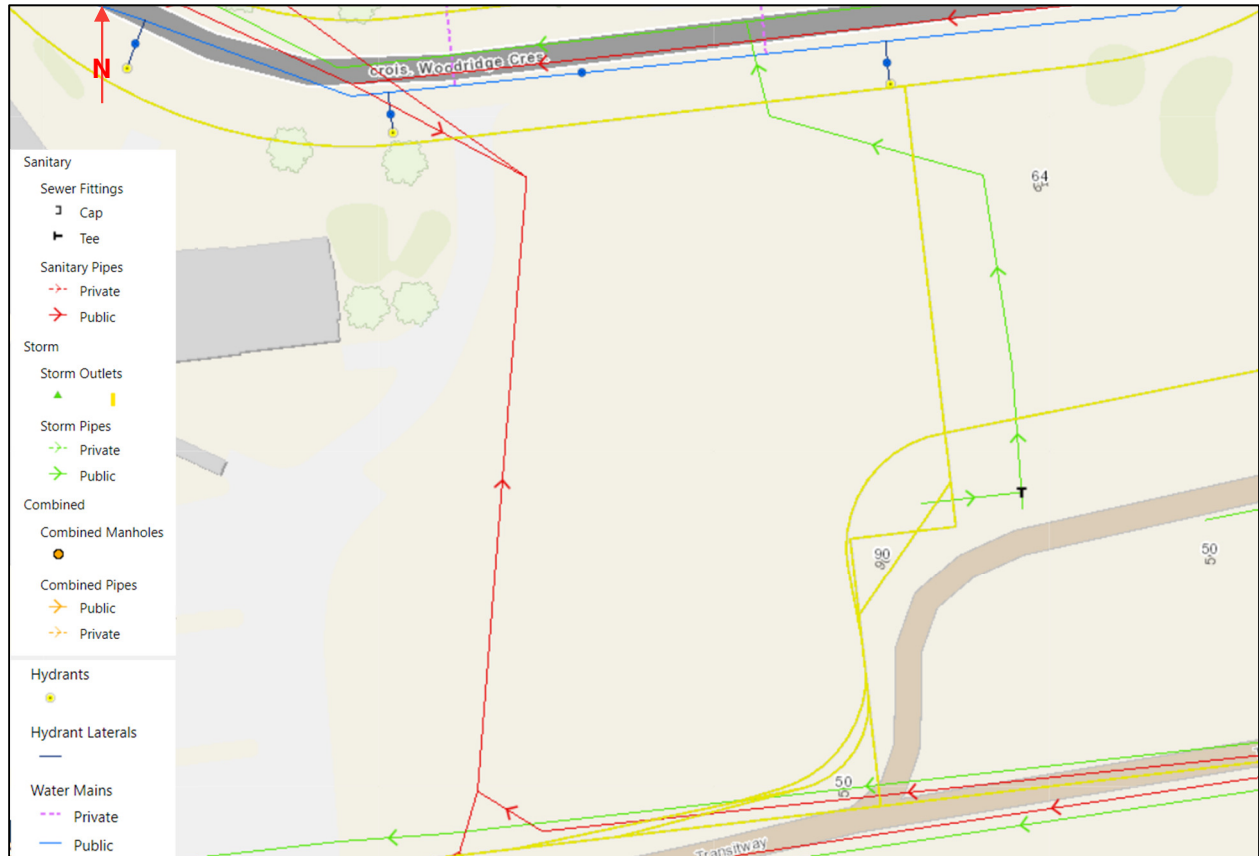 N
crois. Woodridge Cres.
64
61
Sanitary
Sewer Fittings
Cap
Tee
Sanitary Pipes
Private
Public
Storm
Storm Outlets
Storm Pipes
Private
Public
Combined
Combined Manholes
Combined Pipes
Public
Private
Hydrants
Hydrant Laterals
Water Mains
Private
Public
90
50
50
Transitway